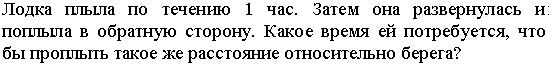 Лодка плыла по течению 1 час. Затем она развернулась и
поплыла в обратную сторону. Какое время ей потребуется, что
бы проплыть такое же расстояние относительно берега?